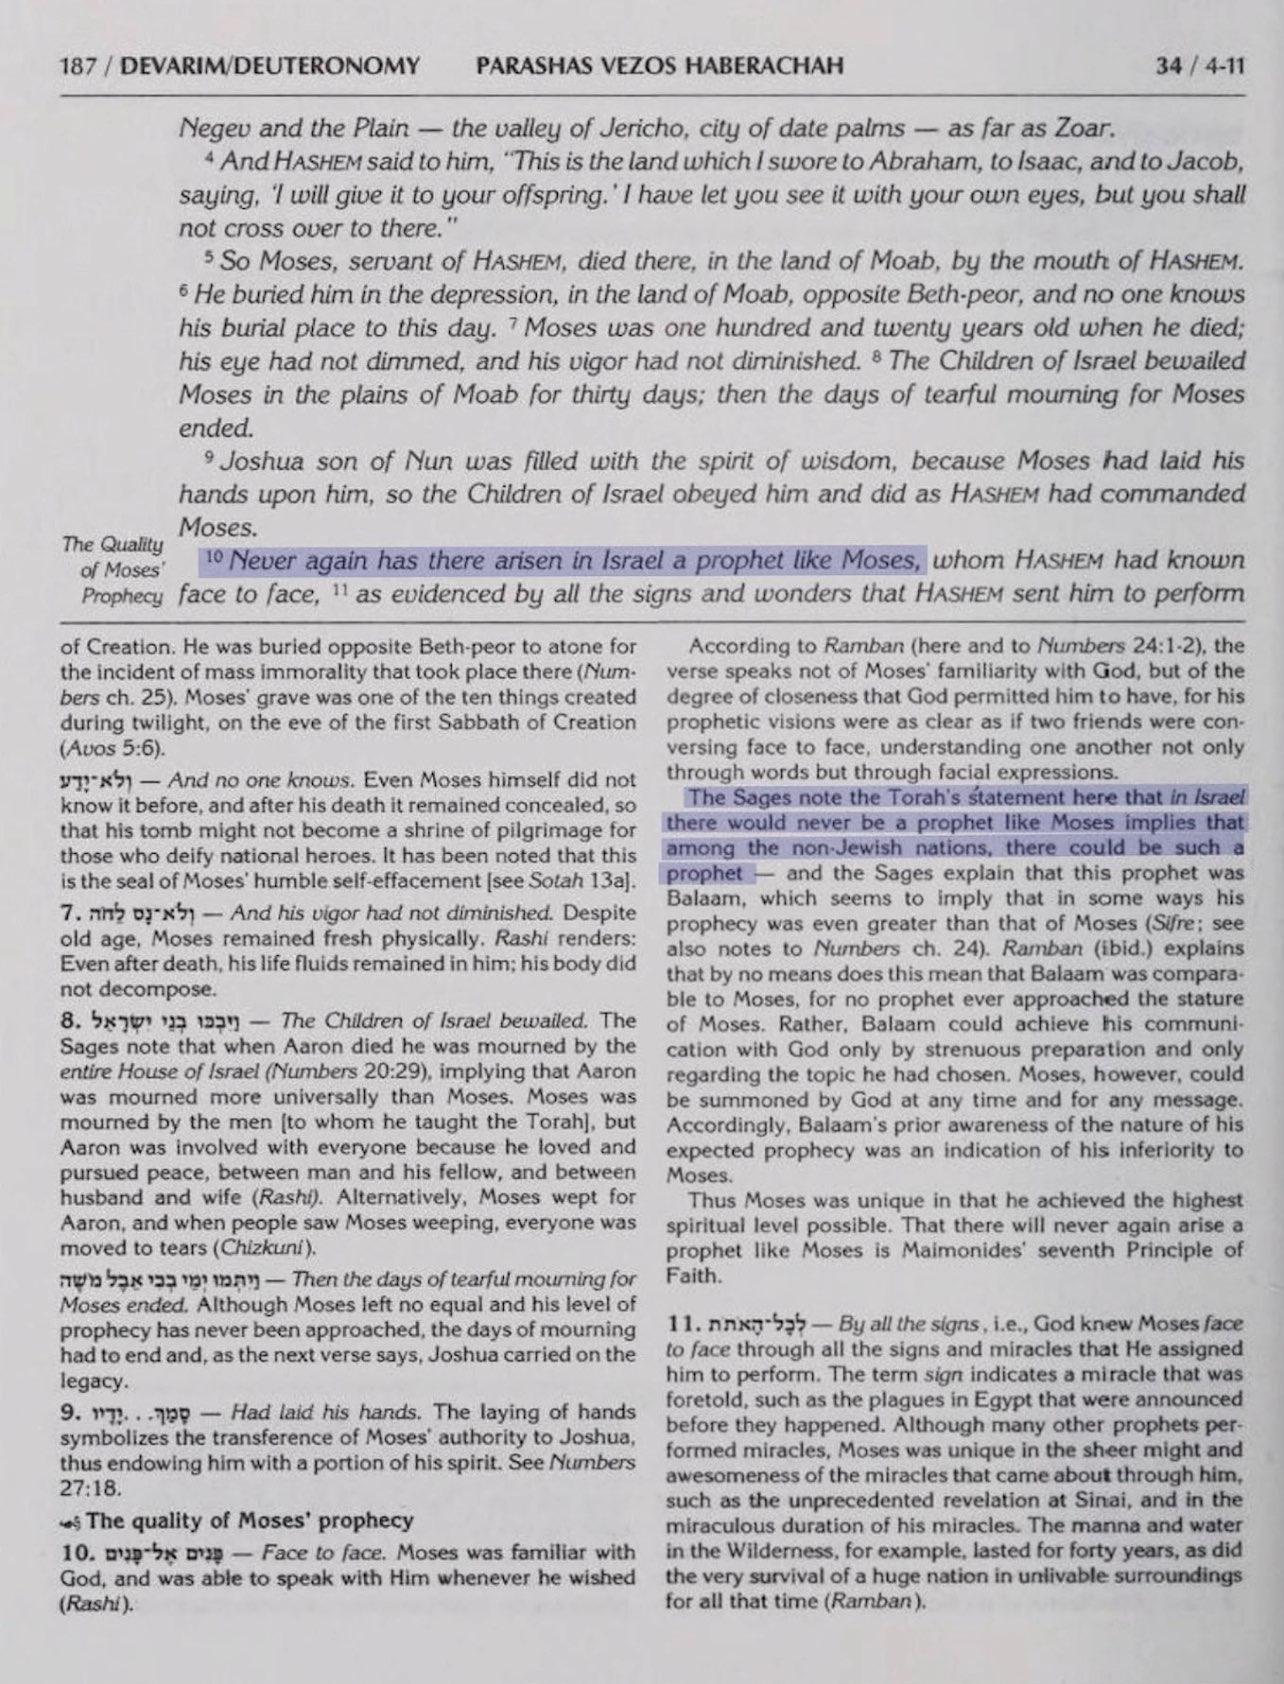 187 / DEVARIM/DEUTERONOMY PARASHAS VEZOS HABERACHAH 34 / 4-11
Negev and the Plain — the valley of Jericho, city of date palms — as far as Zoar.
4 And HASHEM said to him, "This is the land which I swore to Abraham, to Isaac, and to Jacob,
saying, 'I will give it to your offspring.' I have let you see it with your own eyes, but you shall
not cross over to there."
5 So Moses, servant of HASHEM, died there, in the land of Moab, by the mouth of HASHEM.
6 He buried him in the depression, in the land of Moab, opposite Beth-peor, and no one knows
his burial place to this day. 7 Moses was one hundred and twenty years old when he died;
his eye had not dimmed, and his vigor had not diminished. 8 The Children of Israel bewailed
Moses in the plains of Moab for thirty days; then the days of tearful mourning for Moses
ended.
9 Joshua son of Nun was filled with the spirit of wisdom, because Moses had laid his
hands upon him, so the Children of Israel obeyed him and did as HASHEM had commanded
Moses.
The Quality
of Moses'
Prophecy
10 Never again has there arisen in Israel a prophet like Moses, whom HASHEM had known
face to face, 11 as evidenced by all the signs and wonders that HASHEM sent him to perform
of Creation. He was buried opposite Beth-peor to atone for
the incident of mass immorality that took place there (Num-
bers ch. 25). Moses' grave was one of the ten things created
during twilight, on the eve of the first Sabbath of Creation
(Avos 5:6).
וְלֹא־יָדַע — And no one knows. Even Moses himself did not
know it before, and after his death it remained concealed, so
that his tomb might not become a shrine of pilgrimage for
those who deify national heroes. It has been noted that this
is the seal of Moses' humble self-effacement [see Sotah 13a].
7. וְלֹא־נָס לֵחֹה — And his vigor had not diminished. Despite
old age, Moses remained fresh physically. Rashi renders:
Even after death, his life fluids remained in him; his body did
not decompose.
8. וַיִּבְכּוּ בְנֵי יִשְׂרָאֵל — The Children of Israel bewailed. The
Sages note that when Aaron died he was mourned by the
entire House of Israel (Numbers 20:29), implying that Aaron
was mourned more universally than Moses. Moses was
mourned by the men [to whom he taught the Torah], but
Aaron was involved with everyone because he loved and
pursued peace, between man and his fellow, and between
husband and wife (Rashi). Alternatively, Moses wept for
Aaron, and when people saw Moses weeping, everyone was
moved to tears (Chizkuni).
וַיִּתְּמוּ יְמֵי בְכִי אֵבֶל מֹשֶׁה — Then the days of tearful mourning for
Moses ended. Although Moses left no equal and his level of
prophecy has never been approached, the days of mourning
had to end and, as the next verse says, Joshua carried on the
legacy.
9. סָמַךְ. . .יָדָיו — Had laid his hands. The laying of hands
symbolizes the transference of Moses' authority to Joshua,
thus endowing him with a portion of his spirit. See Numbers
27:18.
The quality of Moses' prophecy
10. פָּנִים אֶל־פָּנִים — Face to face. Moses was familiar with
God, and was able to speak with Him whenever he wished
(Rashi).
According to Ramban (here and to Numbers 24:1-2), the
verse speaks not of Moses' familiarity with God, but of the
degree of closeness that God permitted him to have, for his
prophetic visions were as clear as if two friends were con-
versing face to face, understanding one another not only
through words but through facial expressions.
The Sages note the Torah's statement here that in Israel
there would never be a prophet like Moses implies that
among the non-Jewish nations, there could be such a
prophet — and the Sages explain that this prophet was
Balaam, which seems to imply that in some ways his
prophecy was even greater than that of Moses (Sifre; see
also notes to Numbers ch. 24). Ramban (ibid.) explains
that by no means does this mean that Balaam was compara-
ble to Moses, for no prophet ever approached the stature
of Moses. Rather, Balaam could achieve his communi-
cation with God only by strenuous preparation and only
regarding the topic he had chosen. Moses, however, could
be summoned by God at any time and for any message.
Accordingly, Balaam's prior awareness of the nature of his
expected prophecy was an indication of his inferiority to
Moses.
Thus Moses was unique in that he achieved the highest
spiritual level possible. That there will never again arise a
prophet like Moses is Maimonides' seventh Principle of
Faith.
11. לְכָל־הָאֹתֹת — By all the signs, i.e., God knew Moses face
to face through all the signs and miracles that He assigned
him to perform. The term sign indicates a miracle that was
foretold, such as the plagues in Egypt that were announced
before they happened. Although many other prophets per-
formed miracles, Moses was unique in the sheer might and
awesomeness of the miracles that came about through him,
such as the unprecedented revelation at Sinai, and in the
miraculous duration of his miracles. The manna and water
in the Wilderness, for example, lasted for forty years, as did
the very survival of a huge nation in unlivable surroundings
for all that time (Ramban).